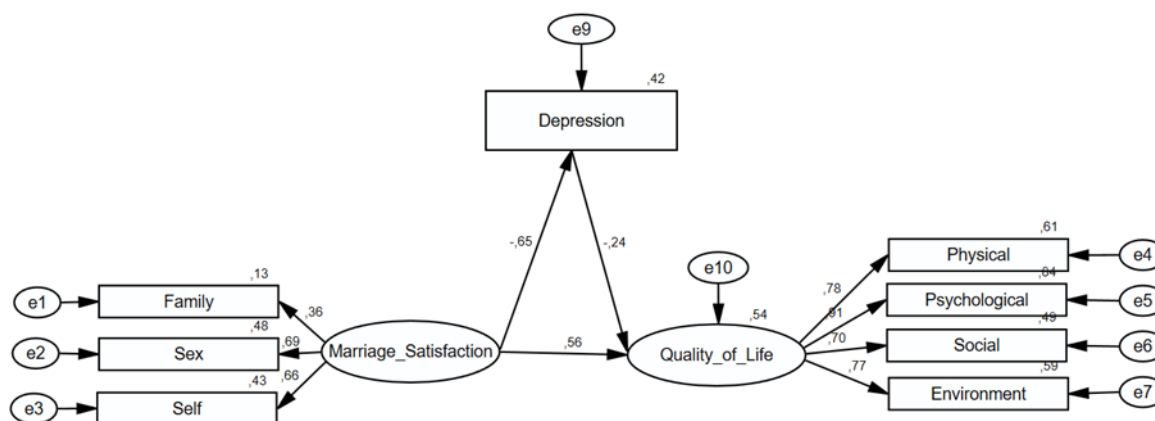 e9
,42
Depression
-,65
-,24
e10
,54
Quality_of_Life
,56
Marriage_Satisfaction
,13
e1
Family
,36
,48
e2
Sex
,69
,43
e3
Self
,66
,61
Physical
e4
,78
,84
Psychological
e5
,91
,49
Social
e6
,70
,59
Environment
e7
,77